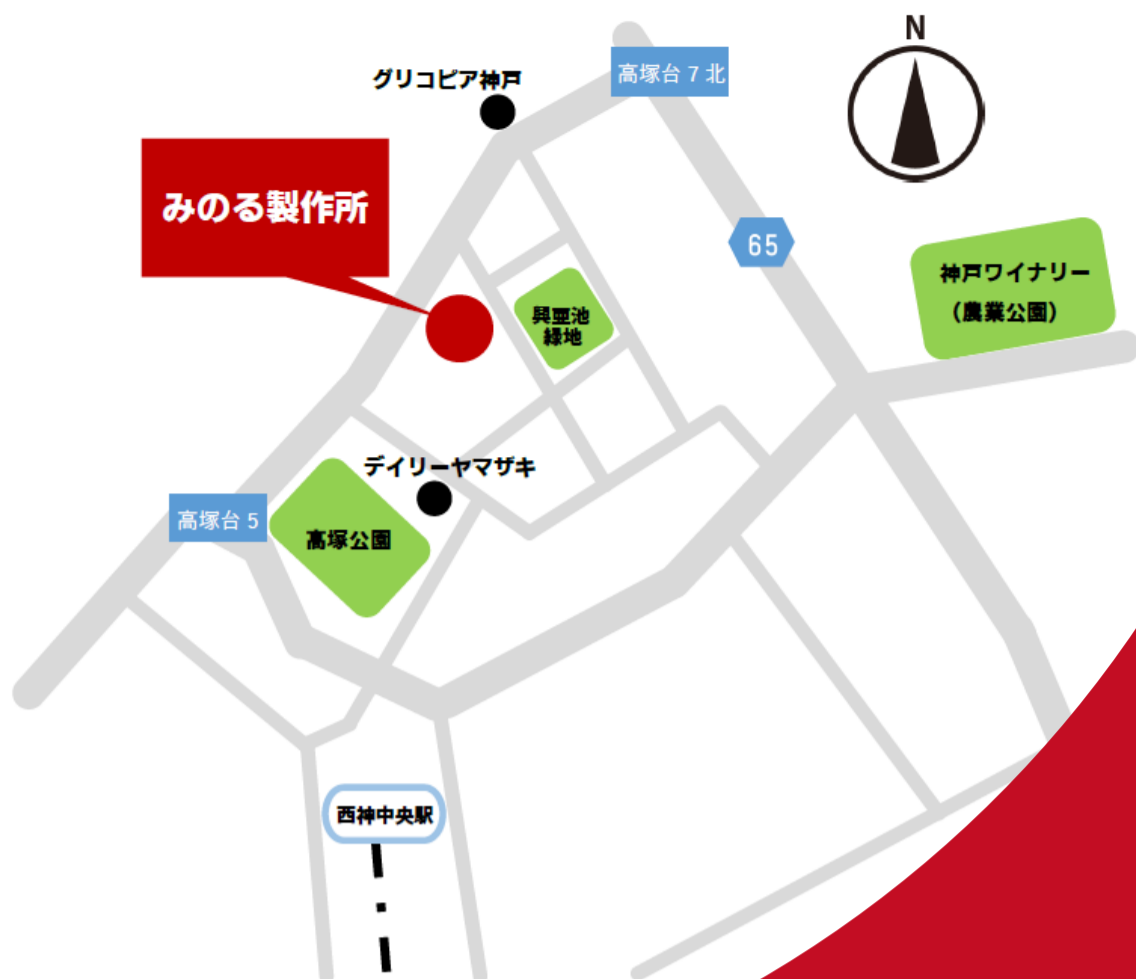 N
高塚台 7 北
グリコピア神戸
みのる製作所
65
神戸ワイナリー
（農業公園）
興亜池
緑地
デイリーヤマザキ
高塚台 5
高塚公園
西神中央駅